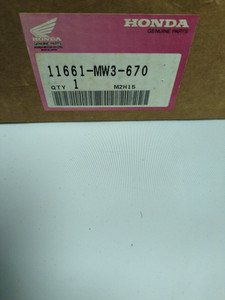 HONDA
HONDA
GENUINE PARTS
11661-MW3-670
QTY 1 M2H15